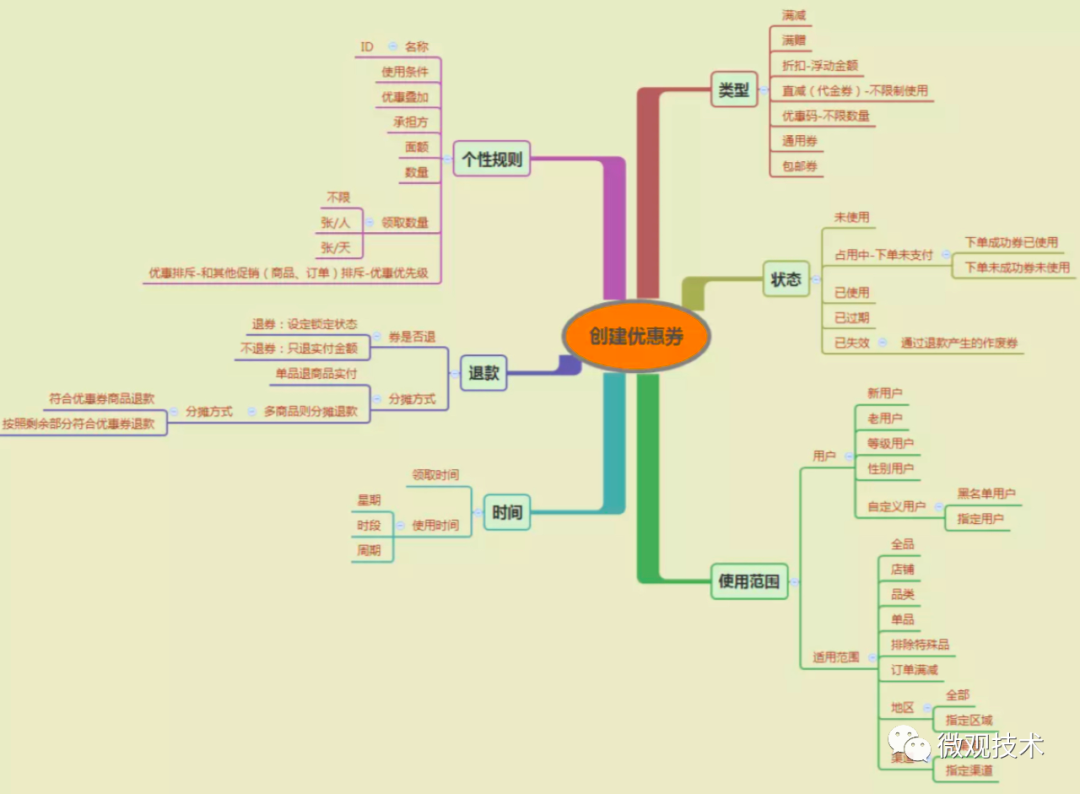 创建优惠券
类型
满减
满赠
折扣-浮动金额
直减（代金券）-不限制使用
优惠码-不限数量
通用券
包邮券
状态
未使用
占用中-下单未支付
下单成功券已使用
下单未成功券未使用
已使用
已过期
已失效
通过退款产生的作废券
使用范围
用户
新用户
老用户
等级用户
性别用户
自定义用户
黑名单用户
指定用户
适用范围
全品
店铺
品类
单品
排除特殊品
订单满减
地区
全部
指定区域
渠道
指定渠道
个性规则
ID
名称
使用条件
优惠叠加
承担方
面额
数量
领取数量
不限
张/人
张/天
优惠排斥-和其他促销（商品、订单）排斥-优惠优先级
退款
券是否退
退券：设定锁定状态
不退券：只退实付金额
分摊方式
单品退商品实付
多商品则分摊退款
分摊方式
符合优惠券商品退款
按照剩余部分符合优惠券退款
时间
领取时间
使用时间
星期
时段
周期
微观技术